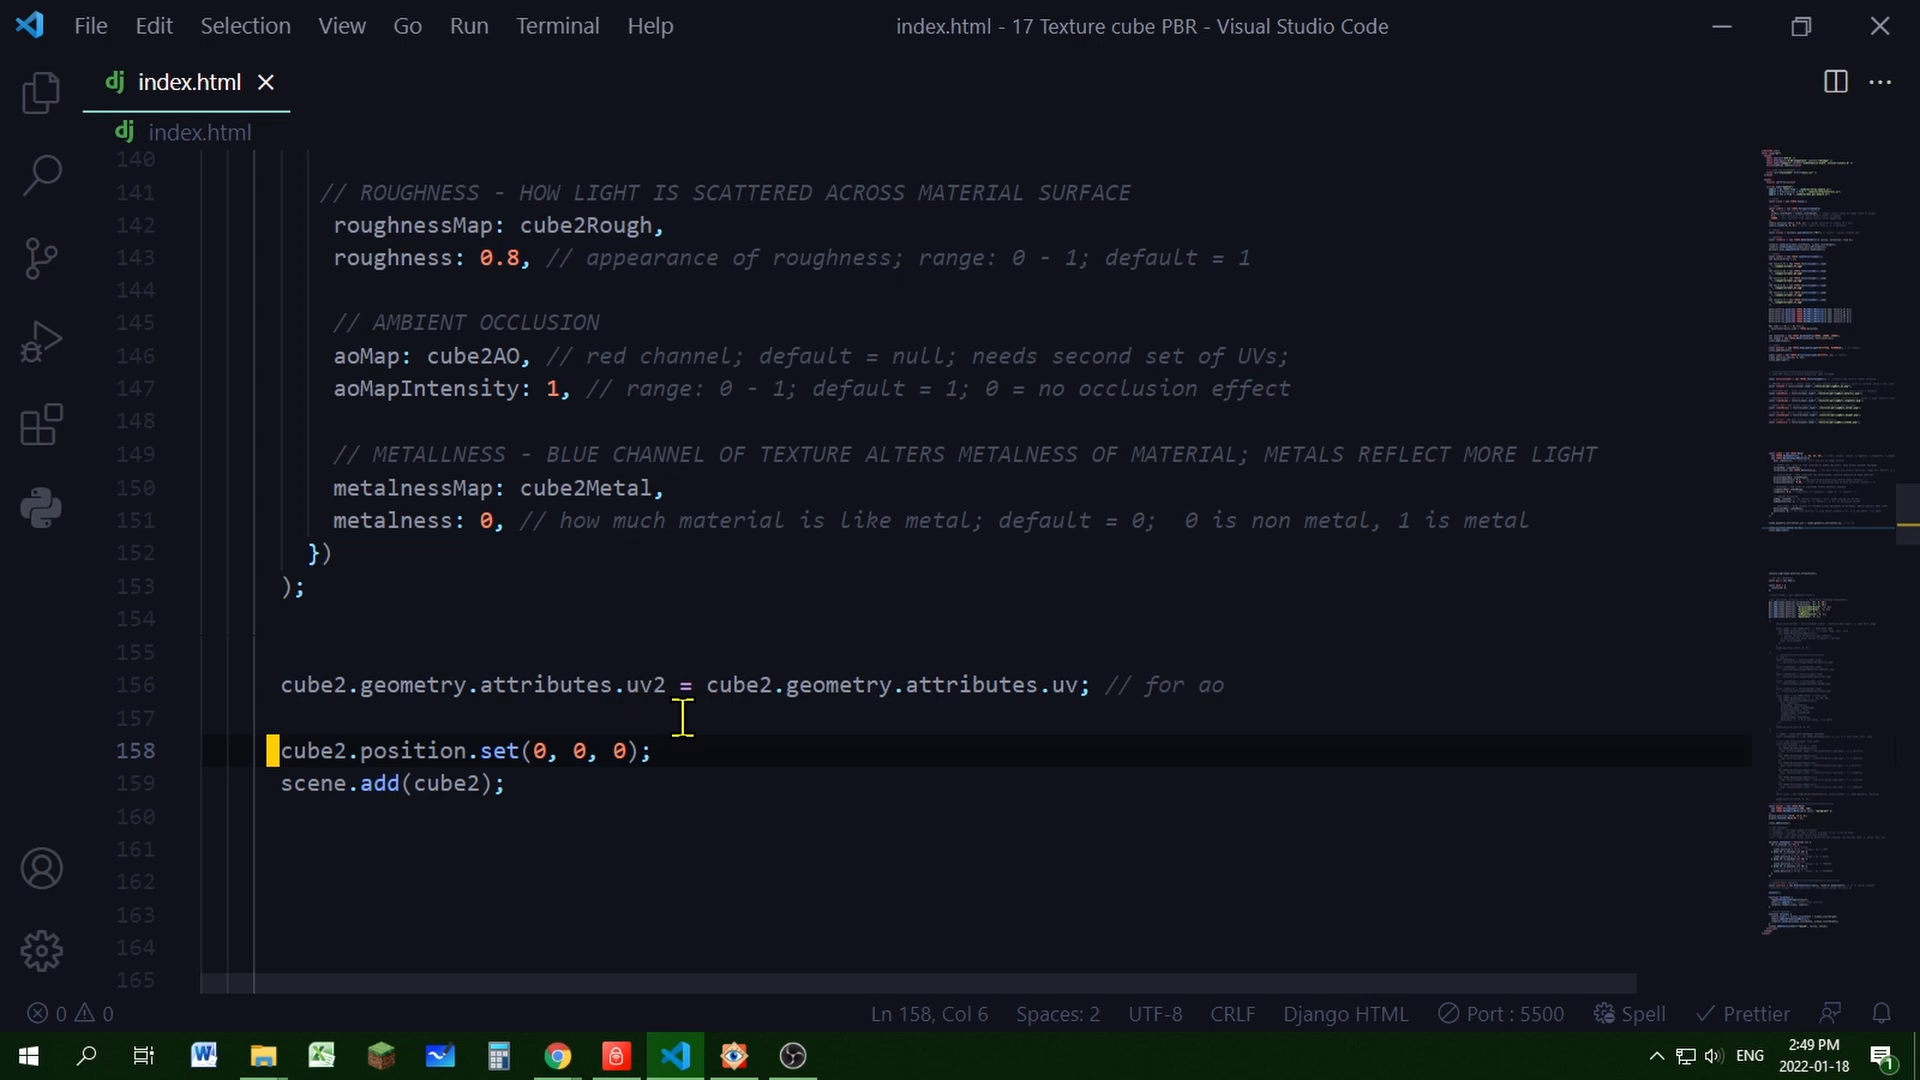 File Edit Selection View Go Run Terminal Help index.html - 17 Texture cube PBR - Visual Studio Code
dj index.html
dj index.html
140
141 // ROUGHNESS - HOW LIGHT IS SCATTERED ACROSS MATERIAL SURFACE
142 roughnessMap: cube2Rough,
143 roughness: 0.8, // appearance of roughness; range: 0 - 1; default = 1
144
145 // AMBIENT OCCLUSION
146 aoMap: cube2AO, // red channel; default = null; needs second set of UVs;
147 aoMapIntensity: 1, // range: 0 - 1; default = 1; 0 = no occlusion effect
148
149 // METALLNESS - BLUE CHANNEL OF TEXTURE ALTERS METALNESS OF MATERIAL; METALS REFLECT MORE LIGHT
150 metalnessMap: cube2Metal,
151 metalness: 0, // how much material is like metal; default = 0; 0 is non metal, 1 is metal
152 })
153 );
154
155
156 cube2.geometry.attributes.uv2 = cube2.geometry.attributes.uv; // for ao
157
158 cube2.position.set(0, 0, 0);
159 scene.add(cube2);
160
161
162
163
164
165
0 0 Ln 158, Col 6 Spaces: 2 UTF-8 CRLF Django HTML Port : 5500 Spell Prettier
ENG 2:49 PM
2022-01-18 1